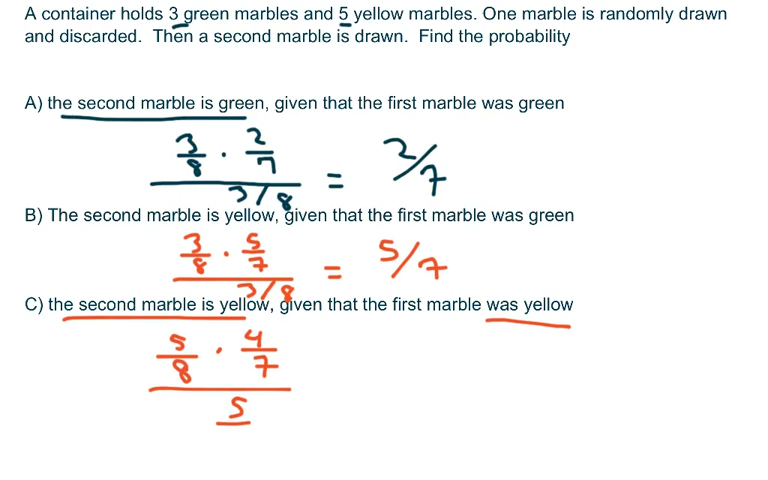 A container holds 3 green marbles and 5 yellow marbles. One marble is randomly drawn
and discarded. Then a second marble is drawn. Find the probability
A) the second marble is green, given that the first marble was green
3/8 · 2/7
3/8
= 2/7
B) The second marble is yellow, given that the first marble was green
3/8 · 5/7
3/8
= 5/7
C) the second marble is yellow, given that the first marble was yellow
5/8 · 4/7
5